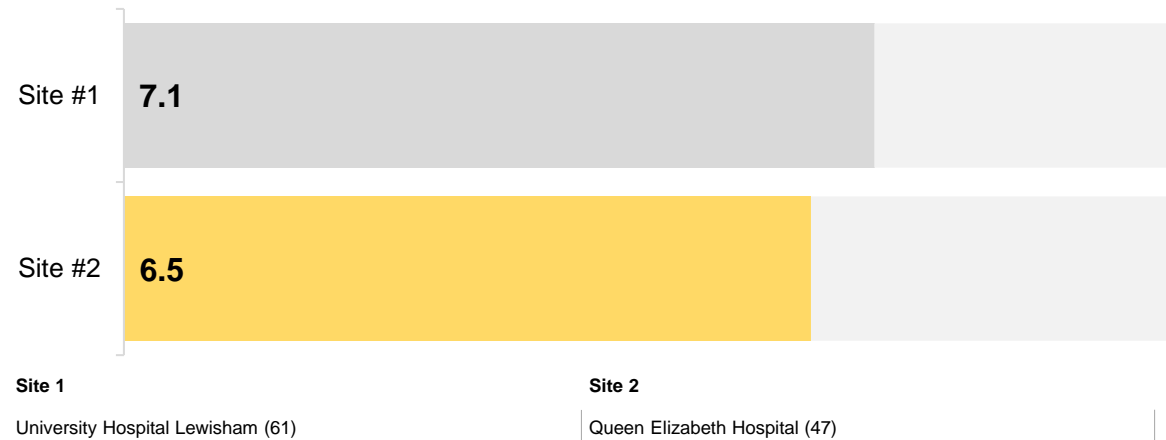 Site #1 7.1
Site #2 6.5
Site 1 Site 2
University Hospital Lewisham (61) Queen Elizabeth Hospital (47)